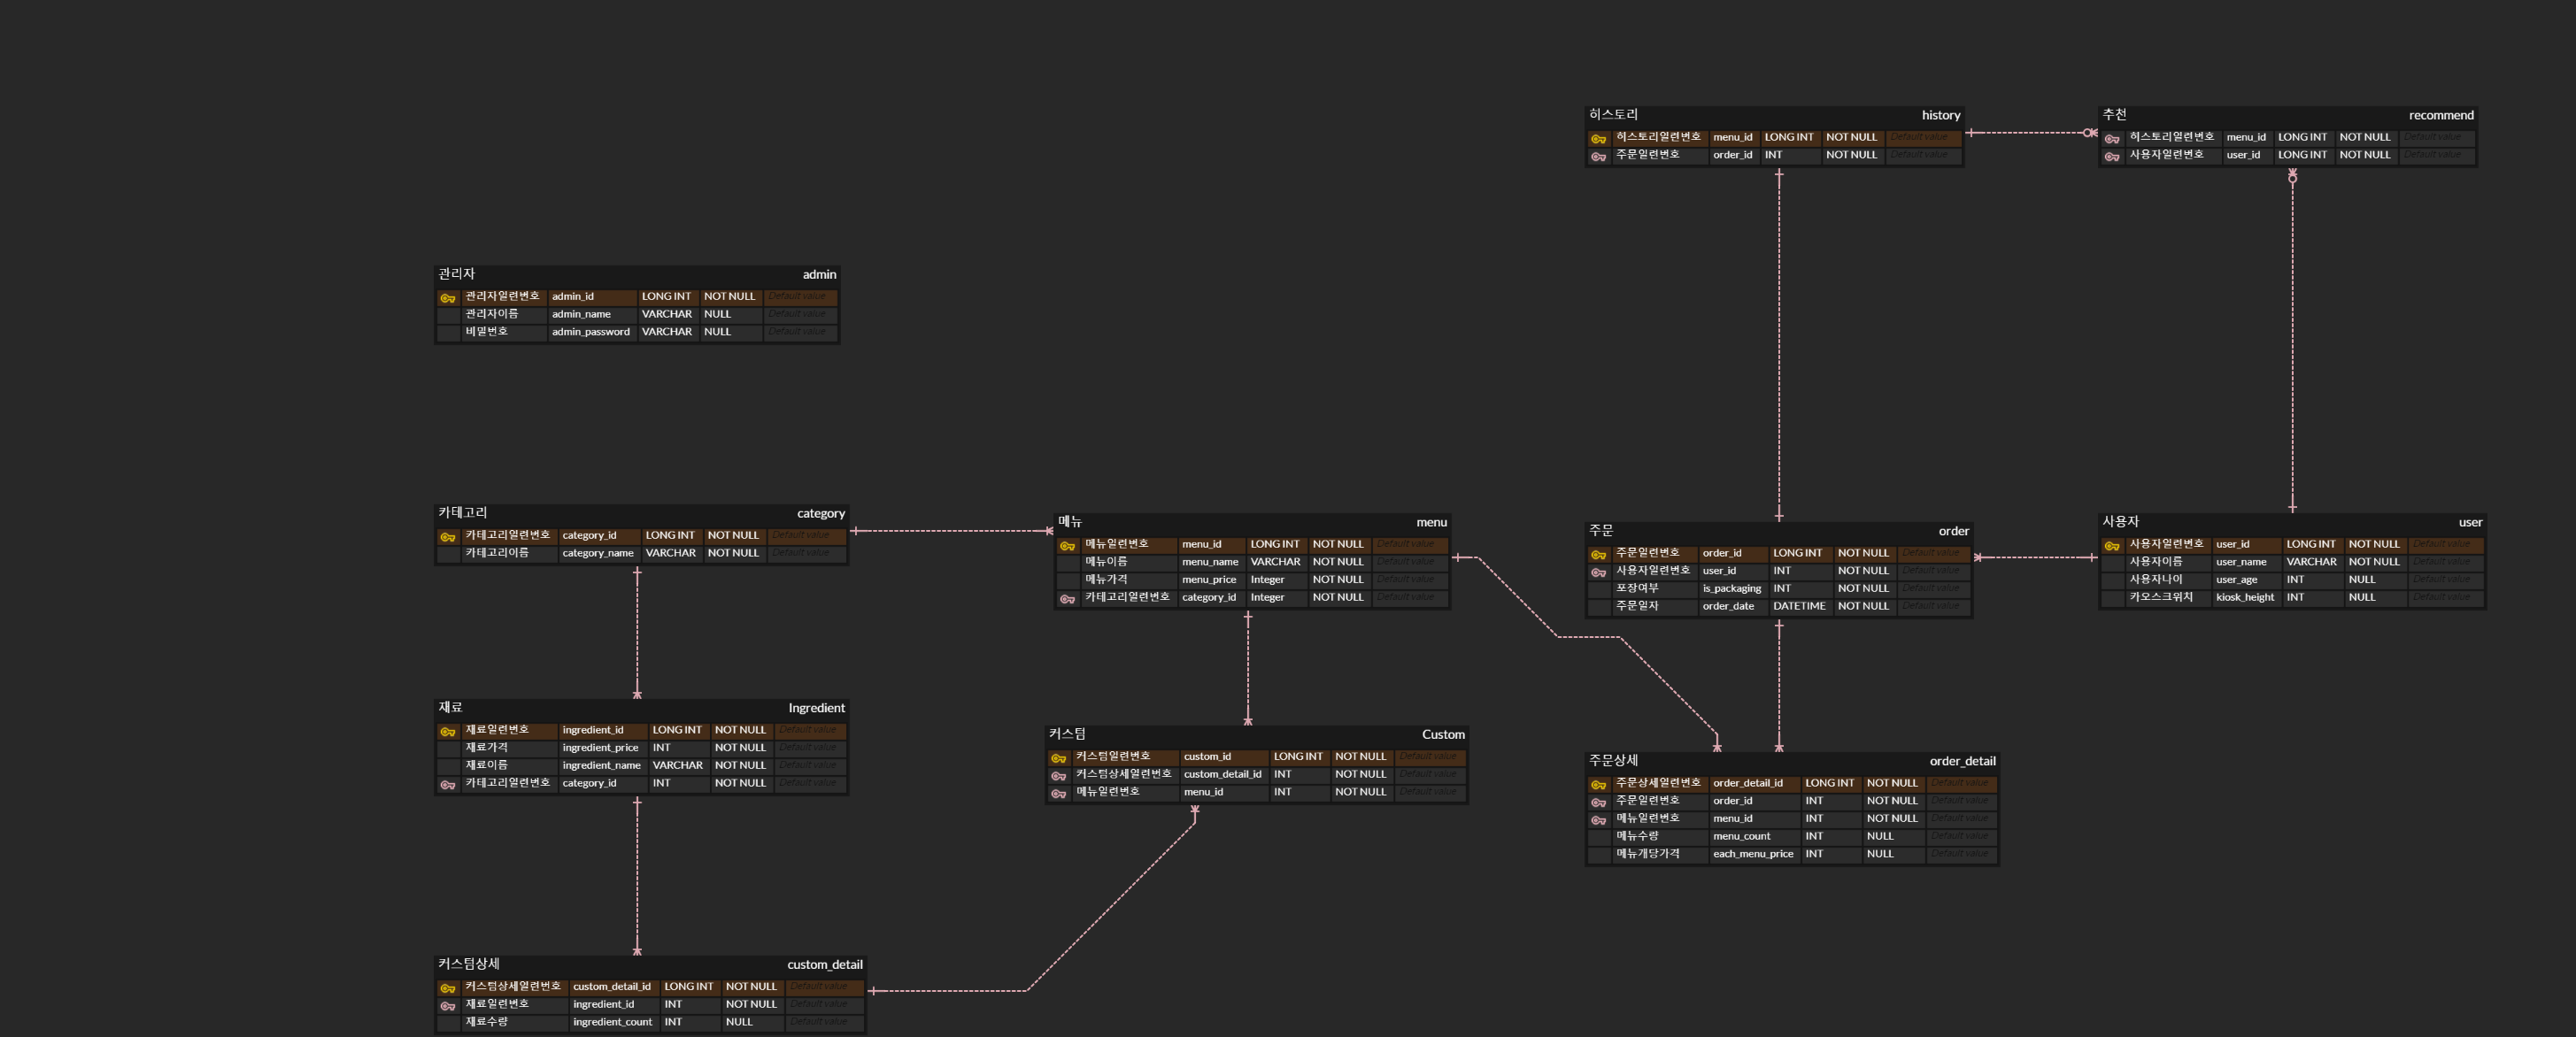 히스토리 history
히스토리일련번호 menu_id LONG INT NOT NULL Default value
주문일련번호 order_id INT NOT NULL Default value
추천 recommend
히스토리일련번호 menu_id LONG INT NOT NULL Default value
사용자일련번호 user_id LONG INT NOT NULL Default value
관리자 admin
관리자일련번호 admin_id LONG INT NOT NULL Default value
관리자이름 admin_name VARCHAR NULL Default value
비밀번호 admin_password VARCHAR NULL Default value
카테고리 category
카테고리일련번호 category_id LONG INT NOT NULL Default value
카테고리이름 category_name VARCHAR NOT NULL Default value
메뉴 menu
메뉴일련번호 menu_id LONG INT NOT NULL Default value
메뉴이름 menu_name VARCHAR NOT NULL Default value
메뉴가격 menu_price Integer NOT NULL Default value
카테고리일련번호 category_id Integer NOT NULL Default value
주문 order
주문일련번호 order_id LONG INT NOT NULL Default value
사용자일련번호 user_id INT NOT NULL Default value
포장여부 is_packaging INT NOT NULL Default value
주문일자 order_date DATETIME NOT NULL Default value
사용자 user
사용자일련번호 user_id LONG INT NOT NULL Default value
사용자이름 user_name VARCHAR NOT NULL Default value
사용자나이 user_age INT NULL Default value
카오스크위치 kiosk_height INT NULL Default value
재료 Ingredient
재료일련번호 ingredient_id LONG INT NOT NULL Default value
재료가격 ingredient_price INT NOT NULL Default value
재료이름 ingredient_name VARCHAR NOT NULL Default value
카테고리일련번호 category_id INT NOT NULL Default value
커스텀 Custom
커스텀일련번호 custom_id LONG INT NOT NULL Default value
커스텀상세일련번호 custom_detail_id INT NOT NULL Default value
메뉴일련번호 menu_id INT NOT NULL Default value
주문상세 order_detail
주문상세일련번호 order_detail_id LONG INT NOT NULL Default value
주문일련번호 order_id INT NOT NULL Default value
메뉴일련번호 menu_id INT NOT NULL Default value
메뉴수량 menu_count INT NULL Default value
메뉴개당가격 each_menu_price INT NULL Default value
커스텀상세 custom_detail
커스텀상세일련번호 custom_detail_id LONG INT NOT NULL Default value
재료일련번호 ingredient_id INT NOT NULL Default value
재료수량 ingredient_count INT NULL Default value